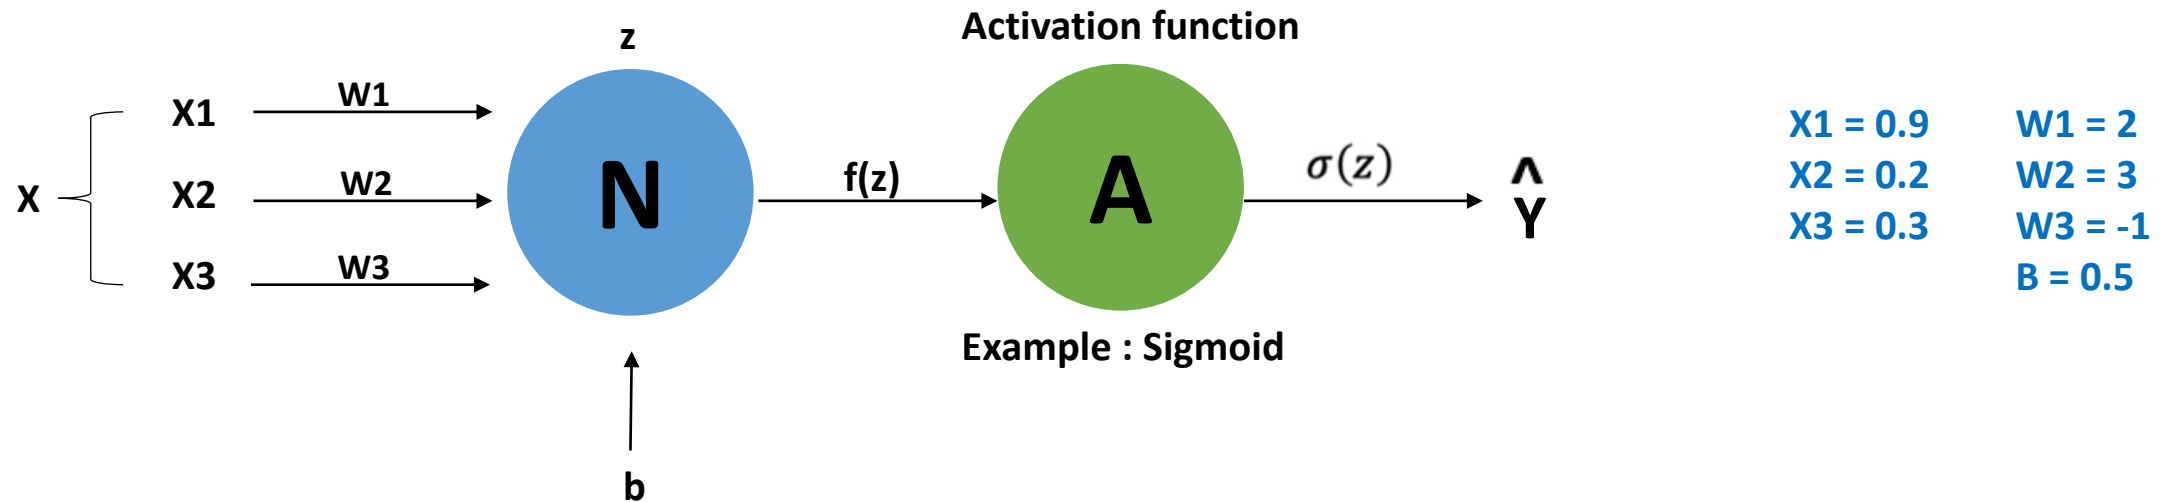 X
X1
X2
X3
W1
W2
W3
z
N
b
f(z)
Activation function
A
Example : Sigmoid
σ(z)
^
Y
X1 = 0.9
X2 = 0.2
X3 = 0.3
W1 = 2
W2 = 3
W3 = -1
B = 0.5